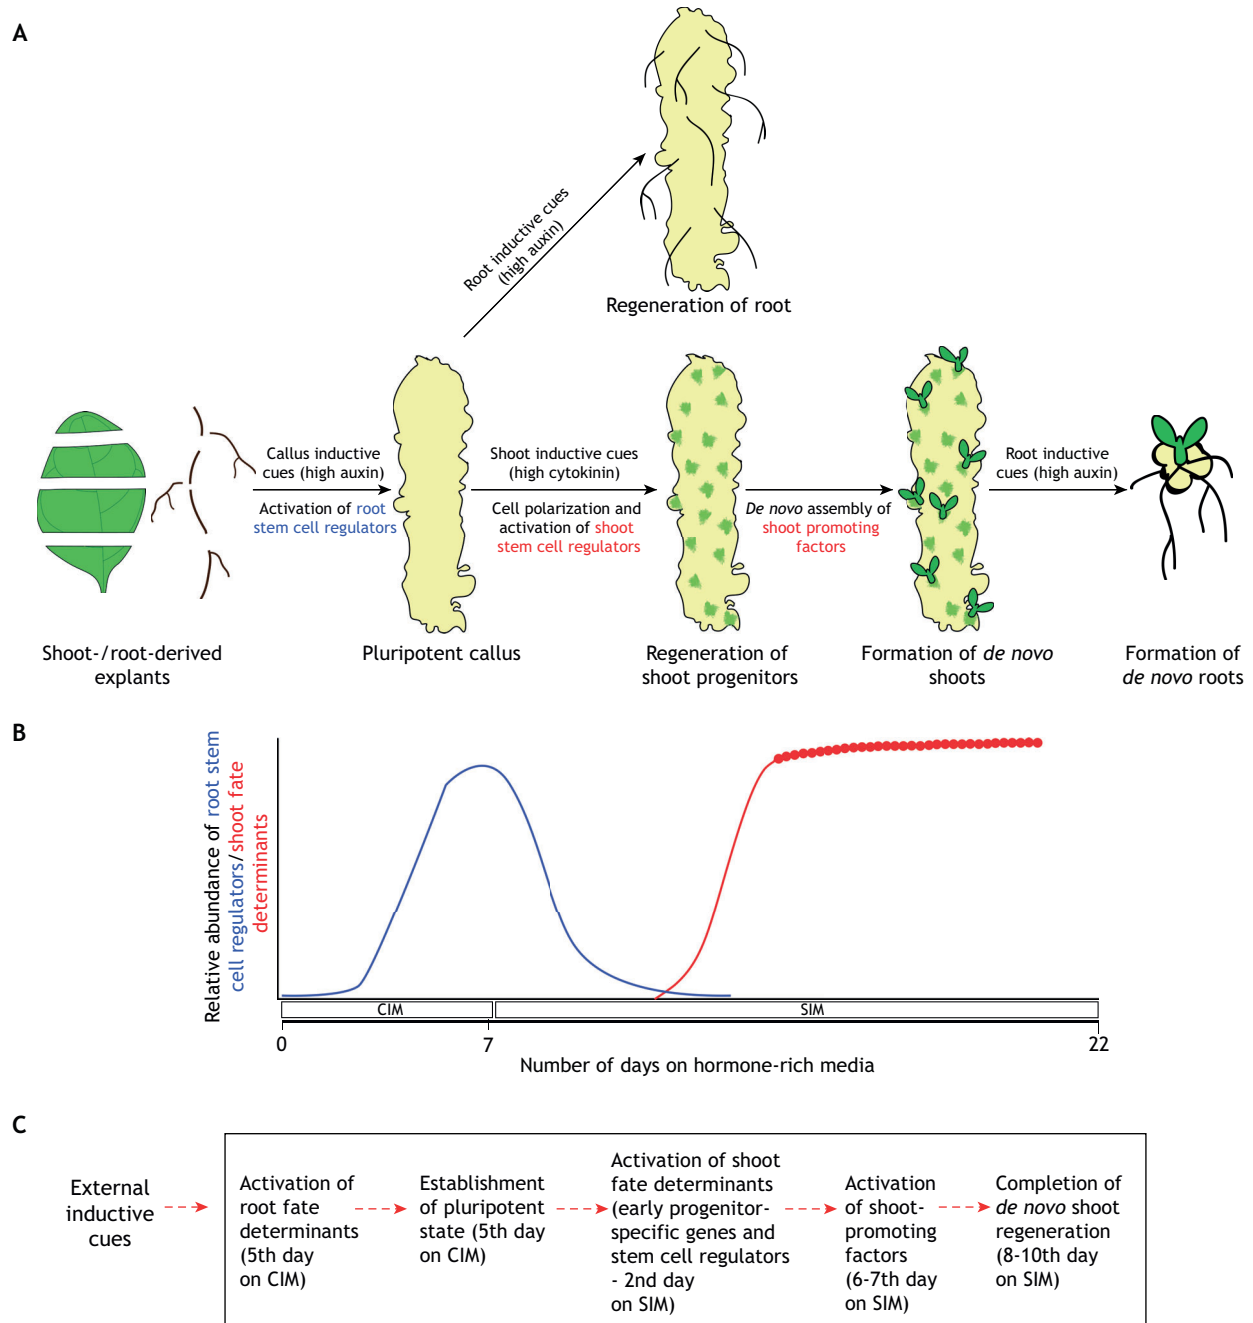 A
Root inductive cues
(high auxin)
Regeneration of root
Callus inductive
cues (high auxin)
Activation of root
stem cell regulators
Shoot inductive cues
(high cytokinin)
Cell polarization and
activation of shoot
stem cell regulators
De novo assembly of
shoot promoting
factors
Root inductive
cues (high auxin)
Shoot-/root-derived
explants
Pluripotent callus
Regeneration of
shoot progenitors
Formation of de novo
shoots
Formation of
de novo roots
B
Relative abundance of root stem
cell regulators/shoot fate
determinants
CIM
SIM
0
7
22
Number of days on hormone-rich media
C
External
inductive
cues
Activation of
root fate
determinants
(5th day
on CIM)
Establishment
of pluripotent
state (5th day
on CIM)
Activation of shoot
fate determinants
(early progenitor-
specific genes and
stem cell regulators
- 2nd day
on SIM)
Activation
of shoot-
promoting
factors
(6-7th day
on SIM)
Completion of
de novo shoot
regeneration
(8-10th day
on SIM)